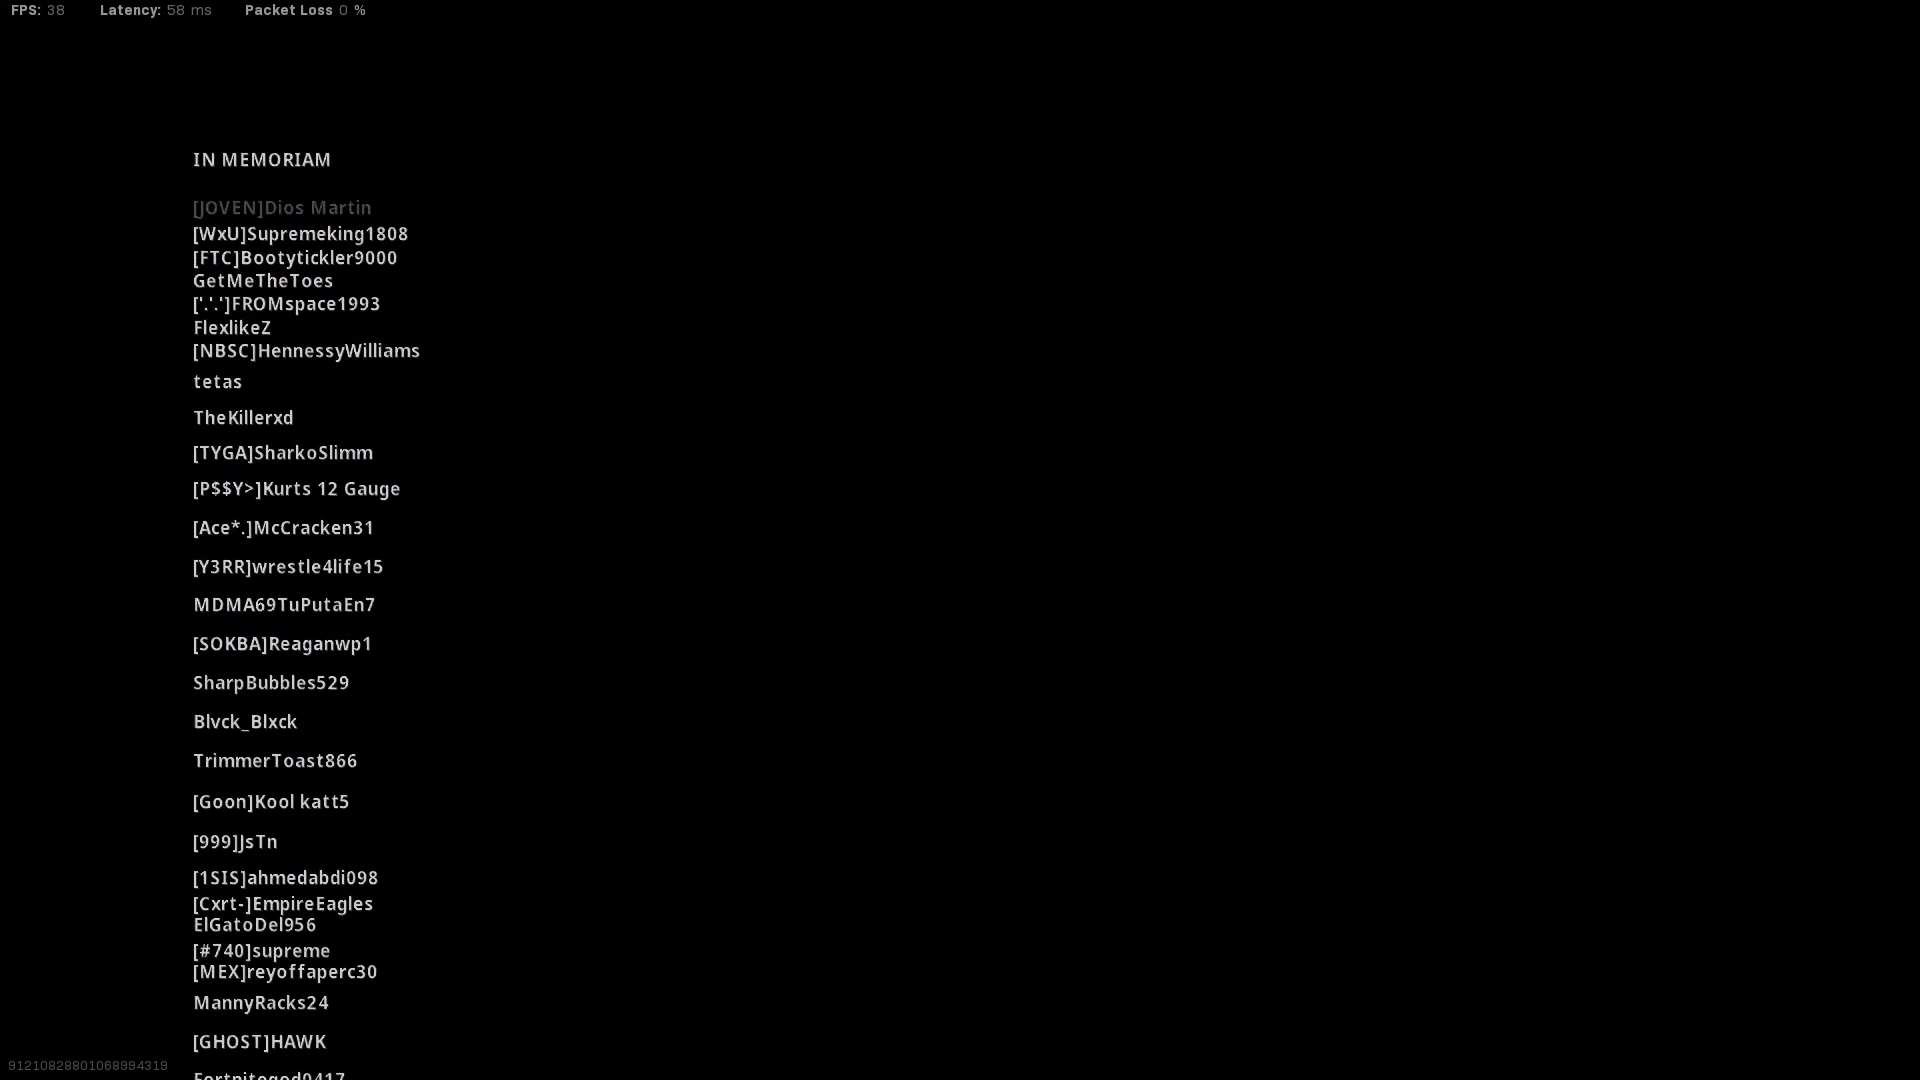 FPS: 38 Latency: 58 ms Packet Loss 0 %
IN MEMORIAM
[JOVEN]Dios Martin
[WxU]Supremeking1808
[FTC]Bootytickler9000
GetMeTheToes
['.'.']FROMspace1993
FlexlikeZ
[NBSC]HennessyWilliams
tetas
TheKillerxd
[TYGA]SharkoSlimm
[P$$Y>]Kurts 12 Gauge
[Ace*.]McCracken31
[Y3RR]wrestle4life15
MDMA69TuPutaEn7
[SOKBA]Reaganwp1
SharpBubbles529
Blvck_Blxck
TrimmerToast866
[Goon]Kool katt5
[999]JsTn
[1SIS]ahmedabdi098
[Cxrt-]EmpireEagles
ElGatoDel956
[#740]supreme
[MEX]reyoffaperc30
MannyRacks24
[GHOST]HAWK
Fortnitegod0417
91210828801068994319